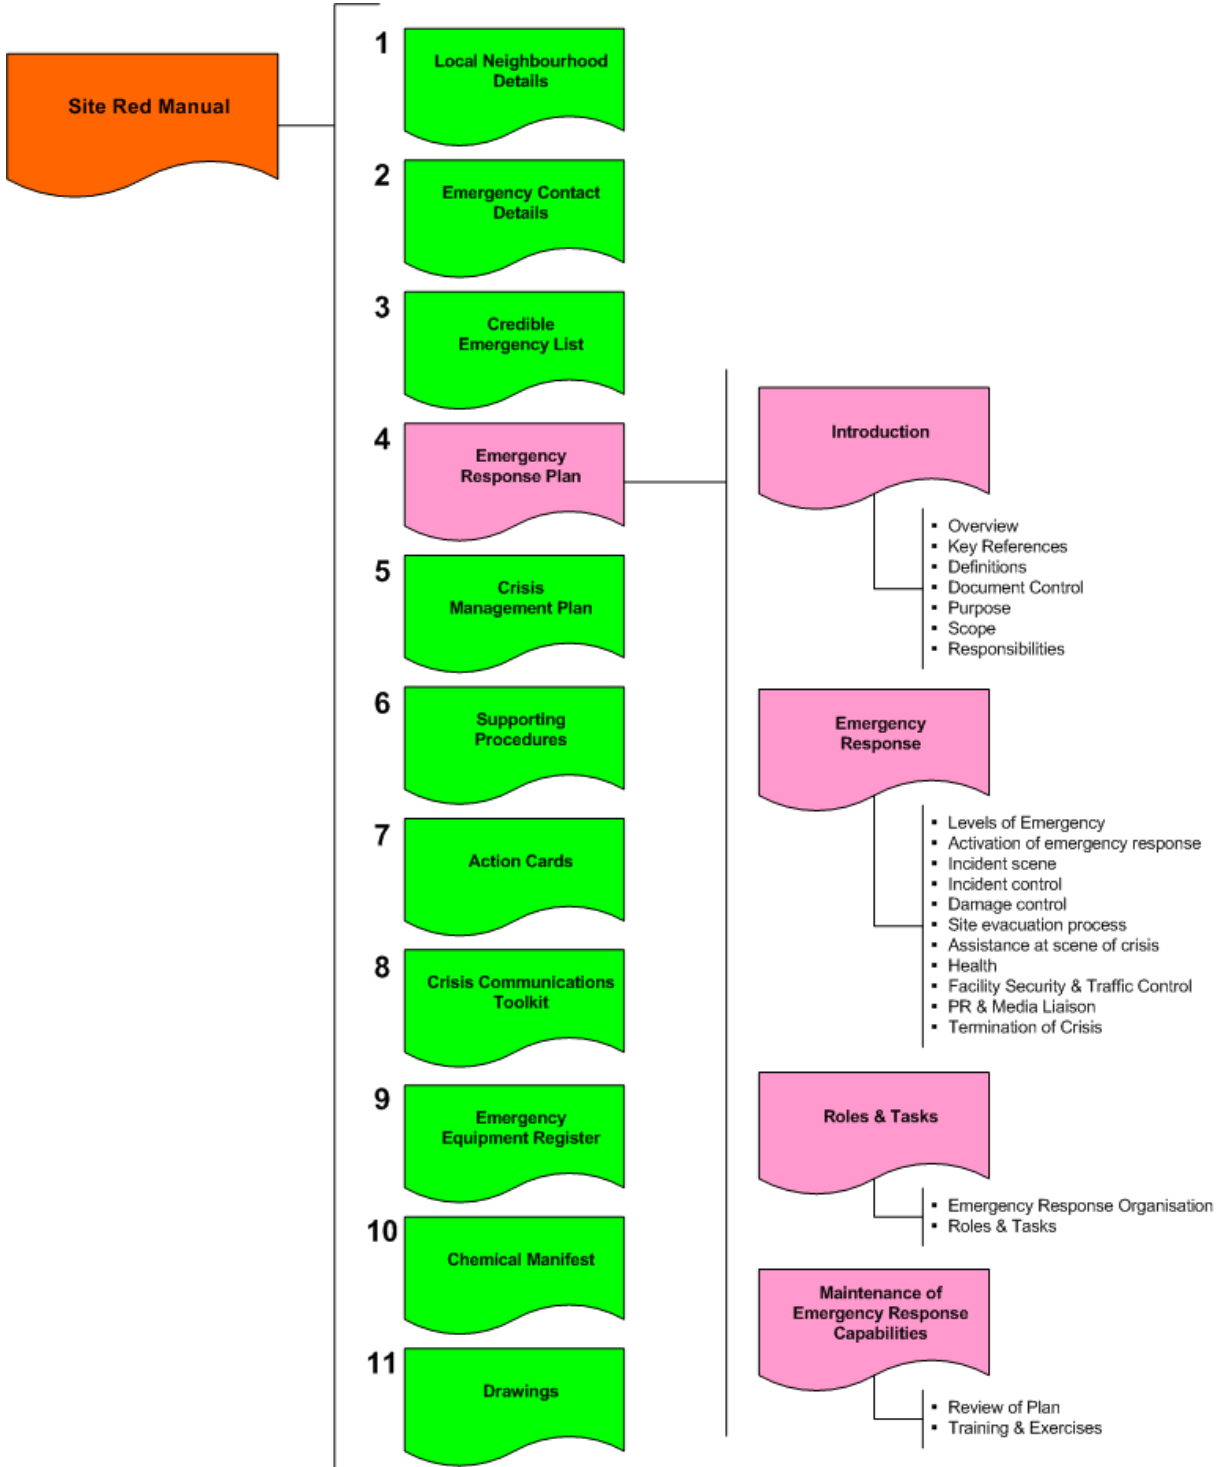 Site Red Manual
1
Local Neighbourhood
Details
2
Emergency Contact
Details
3
Credible
Emergency List
4
Emergency
Response Plan
5
Crisis
Management Plan
6
Supporting
Procedures
7
Action Cards
8
Crisis Communications
Toolkit
9
Emergency
Equipment Register
10
Chemical Manifest
11
Drawings
Introduction
▪ Overview
▪ Key References
▪ Definitions
▪ Document Control
▪ Purpose
▪ Scope
▪ Responsibilities
Emergency
Response
▪ Levels of Emergency
▪ Activation of emergency response
▪ Incident scene
▪ Incident control
▪ Damage control
▪ Site evacuation process
▪ Assistance at scene of crisis
▪ Health
▪ Facility Security & Traffic Control
▪ PR & Media Liaison
▪ Termination of Crisis
Roles & Tasks
▪ Emergency Response Organisation
▪ Roles & Tasks
Maintenance of
Emergency Response
Capabilities
▪ Review of Plan
▪ Training & Exercises